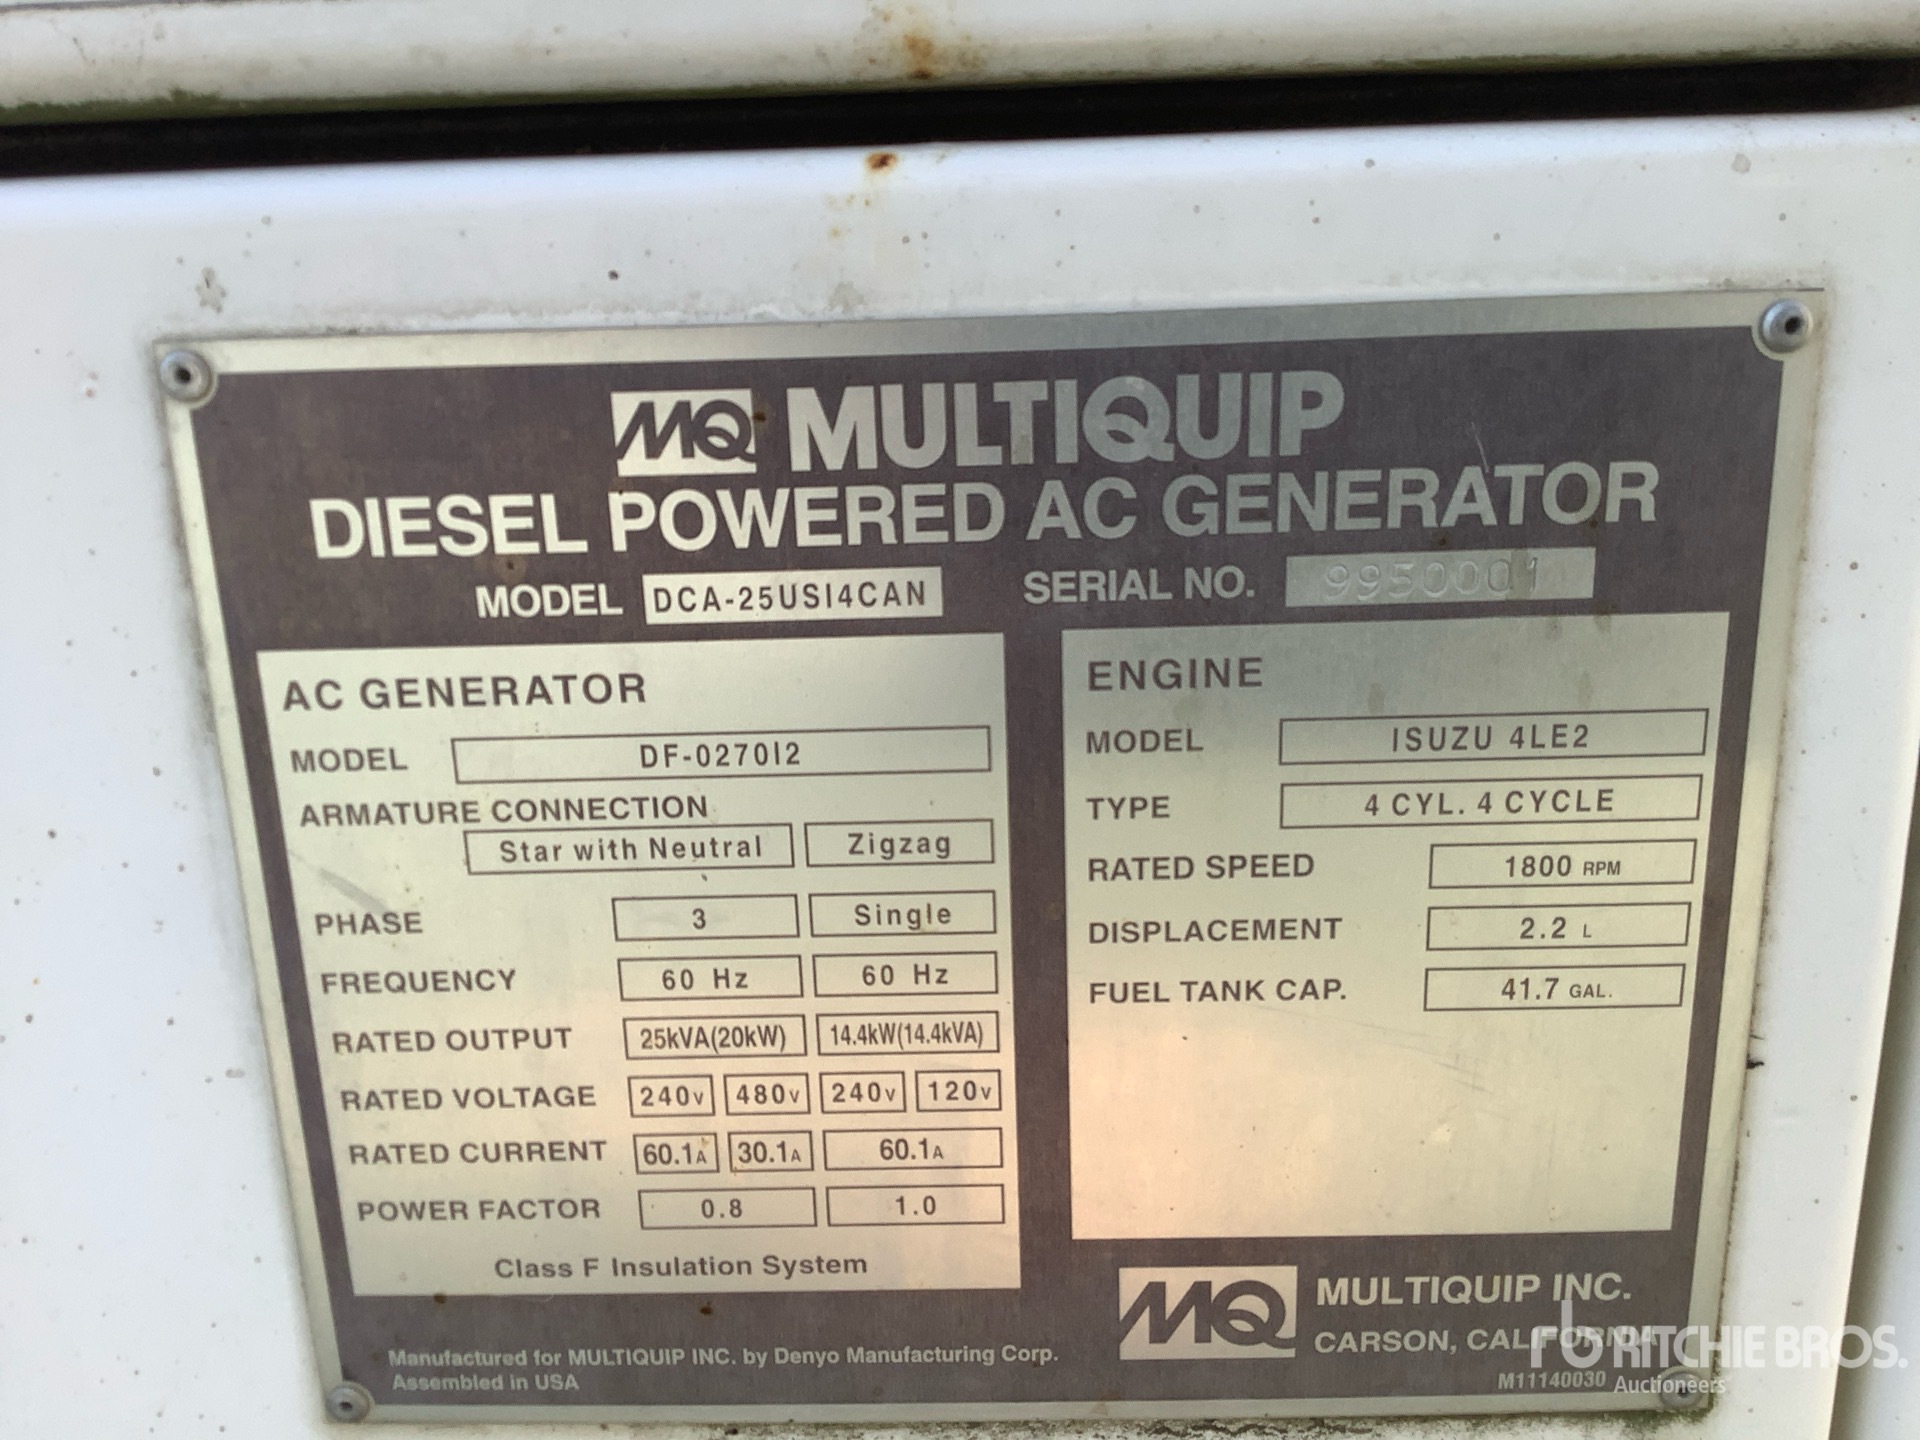 MQ MULTIQUIP
DIESEL POWERED AC GENERATOR
MODEL DCA-25USI4CAN SERIAL NO. 9950001
AC GENERATOR
MODEL DF-0270I2
ARMATURE CONNECTION
Star with Neutral Zigzag
PHASE 3 Single
FREQUENCY 60 Hz 60 Hz
RATED OUTPUT 25kVA(20kW) 14.4kW(14.4kVA)
RATED VOLTAGE 240V 480V 240V 120V
RATED CURRENT 60.1A 30.1A 60.1A
POWER FACTOR 0.8 1.0
Class F Insulation System
ENGINE
MODEL ISUZU 4LE2
TYPE 4 CYL. 4 CYCLE
RATED SPEED 1800 RPM
DISPLACEMENT 2.2 L
FUEL TANK CAP. 41.7 GAL.
Manufactured for MULTIQUIP INC. by Denyo Manufacturing Corp.
Assembled in USA
MQ MULTIQUIP INC.
CARSON, CALIFORNIA
M11140030
rb RITCHIE BROS.
Auctioneers